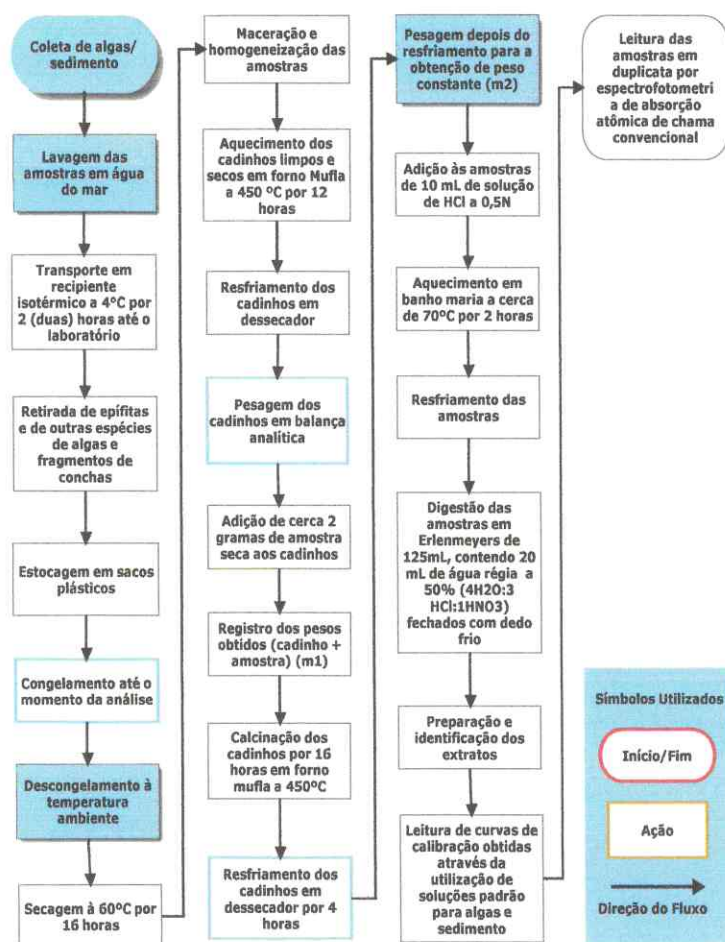 Coleta de algas/
sedimento
Lavagem das
amostras em água
do mar
Transporte em
recipiente
isotérmico a 4°C por
2 (duas) horas até o
laboratório
Retirada de epífitas
e de outras espécies
de algas e
fragmentos de
conchas
Estocagem em sacos
plásticos
Congelamento até o
momento da análise
Descongelamento à
temperatura
ambiente
Secagem à 60°C por
16 horas
Maceração e
homogeneização das
amostras
Aquecimento dos
cadinhos limpos e
secos em forno Mufla
a 450 °C por 12
horas
Resfriamento dos
cadinhos em
dessecador
Pesagem dos
cadinhos em balança
analítica
Adição de cerca 2
gramas de amostra
seca aos cadinhos
Registro dos pesos
obtidos (cadinho +
amostra) (m1)
Calcinação dos
cadinhos por 16
horas em forno
mufla a 450°C
Resfriamento dos
cadinhos em
dessecador por 4
horas
Pesagem depois do
resfriamento para a
obtenção de peso
constante (m2)
Adição às amostras
de 10 mL de solução
de HCl a 0,5N
Aquecimento em
banho maria a cerca
de 70°C por 2 horas
Resfriamento das
amostras
Digestão das
amostras em
Erlenmeyers de
125mL, contendo 20
mL de água régia a
50% (4H2O:3
HCl:1HNO3)
fechados com dedo
frio
Preparação e
identificação dos
extratos
Leitura de curvas de
calibração obtidas
através da
utilização de
soluções padrão
para algas e
sedimento
Leitura das
amostras em
duplicata por
espectrofotometri
a de absorção
atômica de chama
convencional
Símbolos Utilizados
Início/Fim
Ação
Direção do Fluxo